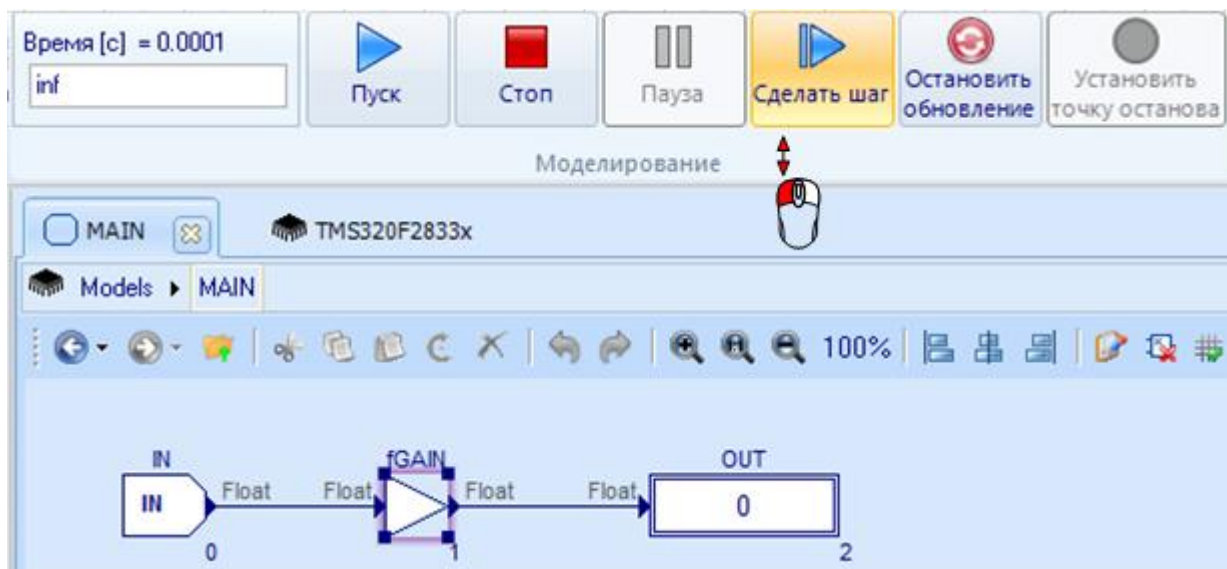 Время [с] = 0.0001
inf
Пуск
Стоп
Пауза
Сделать шаг
Остановить
обновление
Установить
точку останова
Моделирование
MAIN
TMS320F2833x
Models
MAIN
100%
IN
fGAIN
OUT
IN
Float
Float
Float
Float
0
0
1
2